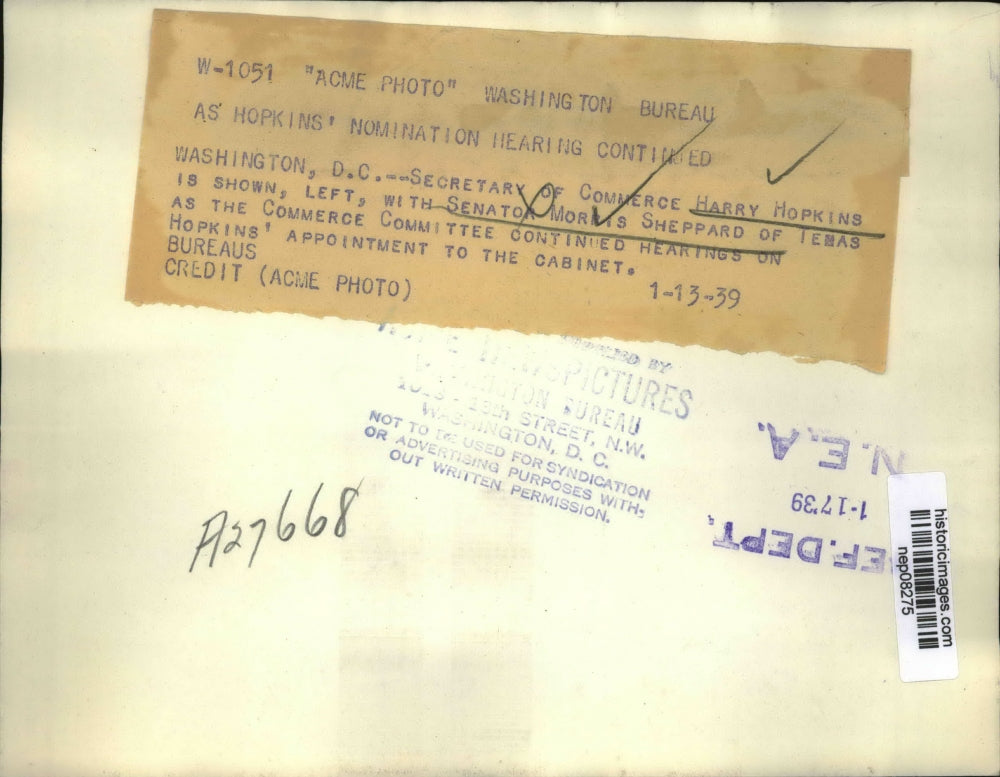 W-1051 "ACME PHOTO" WASHINGTON BUREAU
AS HOPKINS' NOMINATION HEARING CONTINUED
WASHINGTON, D.C.--SECRETARY OF COMMERCE HARRY HOPKINS
IS SHOWN, LEFT, WITH SENATOR MORRIS SHEPPARD OF TEXAS
AS THE COMMERCE COMMITTEE CONTINUED HEARINGS ON
HOPKINS' APPOINTMENT TO THE CABINET.
BUREAUS
CREDIT (ACME PHOTO) 1-13-39
BY
NEWSPICTURES
WASHINGTON BUREAU
13th STREET, N.W.
WASHINGTON, D. C.
NOT TO BE USED FOR SYNDICATION
OR ADVERTISING PURPOSES WITH-
OUT WRITTEN PERMISSION.
N.E.A.
1-17'39
REF. DEPT.
A27668
historicimages.com
nep08275